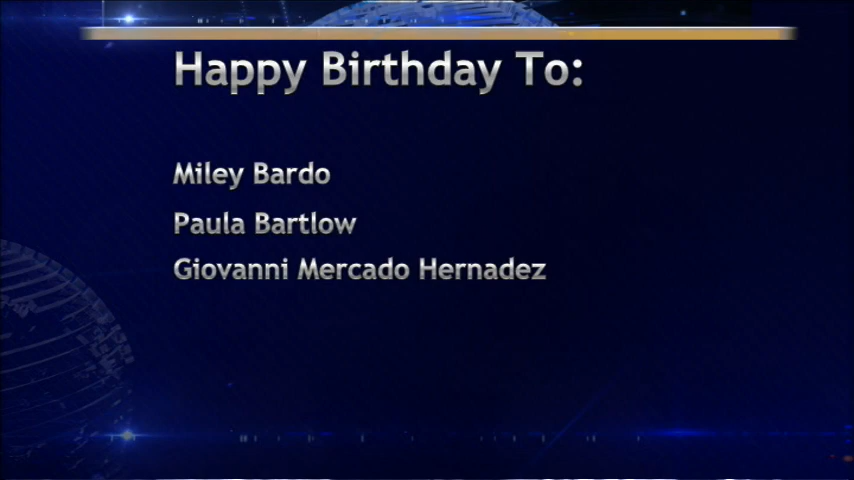 Happy Birthday To:
Miley Bardo
Paula Bartlow
Giovanni Mercado Hernadez